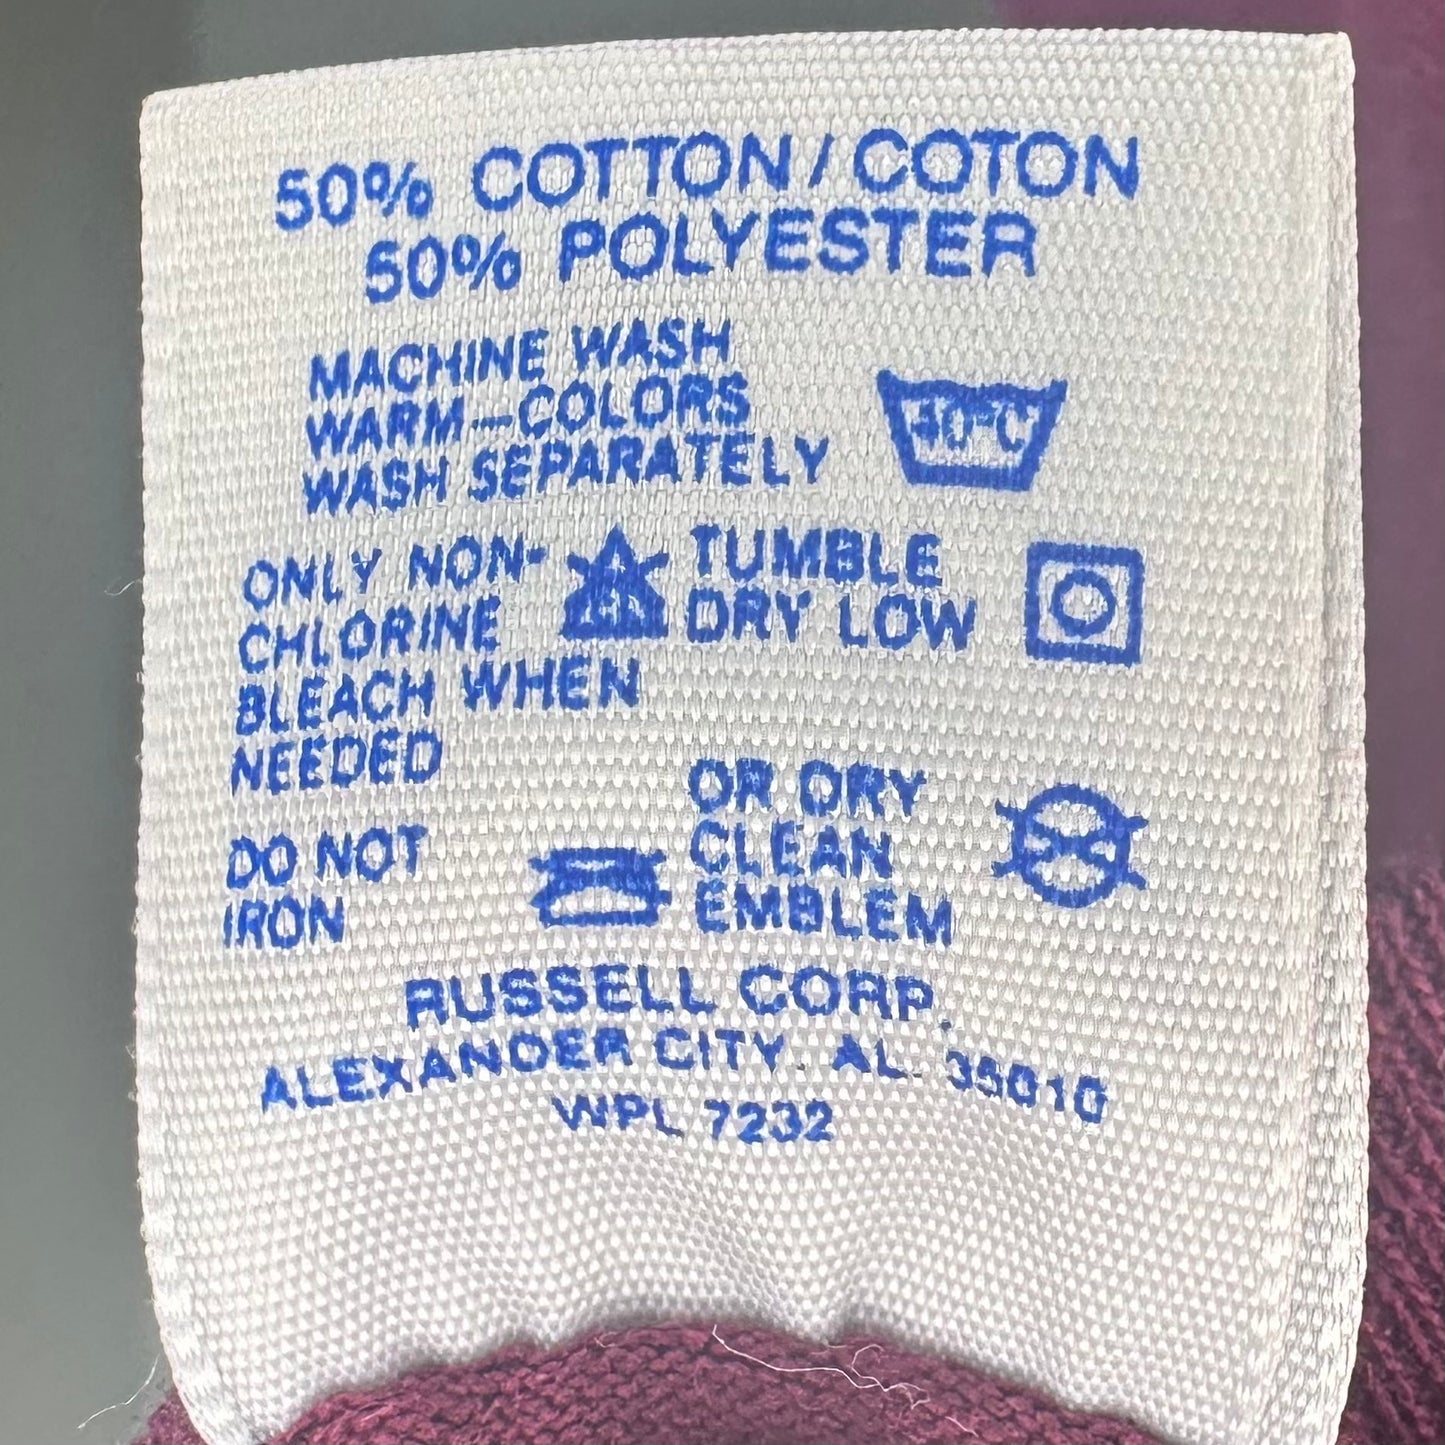 50% COTTON/COTON
50% POLYESTER
MACHINE WASH
WARM—COLORS
WASH SEPARATELY
40°C
ONLY NON-
CHLORINE
BLEACH WHEN
NEEDED
TUMBLE
DRY LOW
DO NOT
IRON
OR DRY
CLEAN
EMBLEM
RUSSELL CORP.
ALEXANDER CITY, AL. 35010
WPL 7232